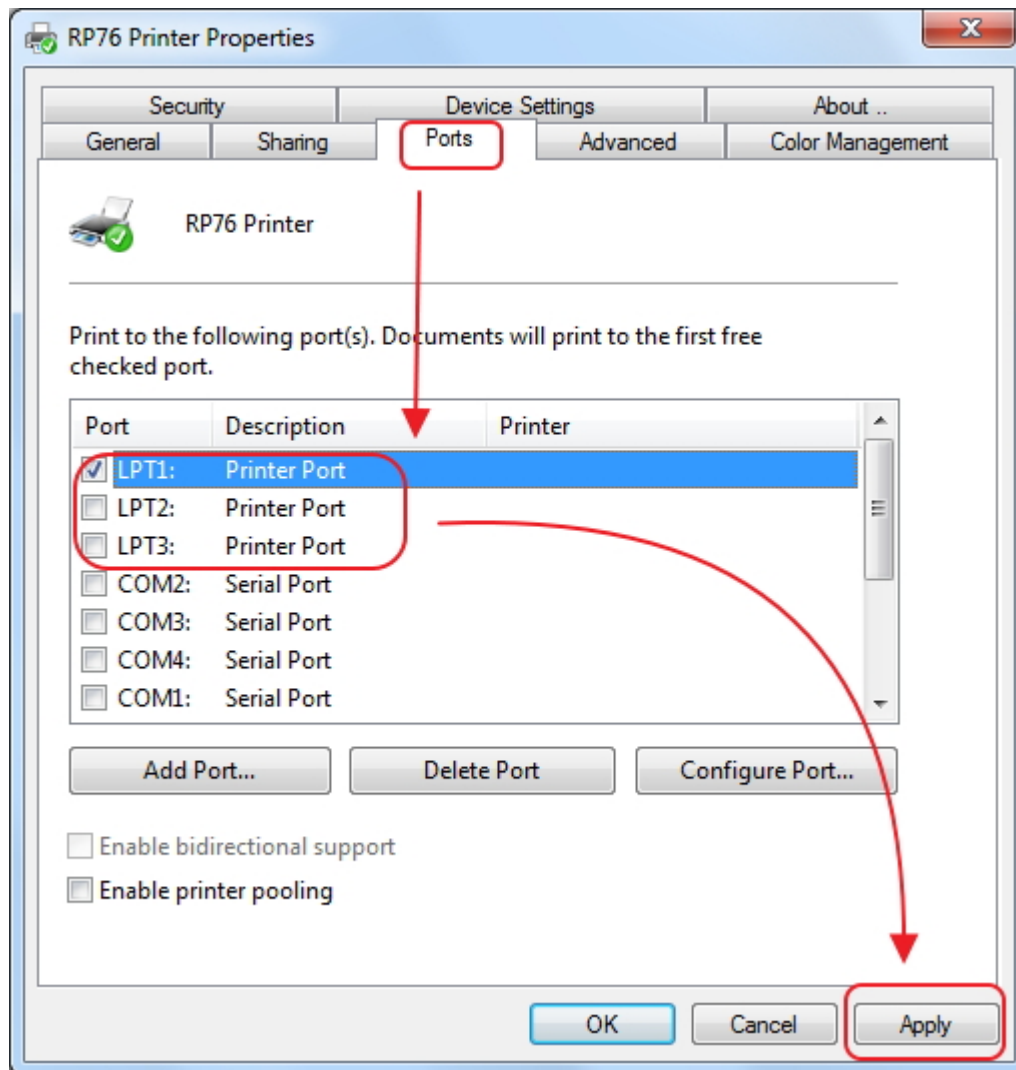 RP76 Printer Properties
Security Device Settings About ..
General Sharing Ports Advanced Color Management
RP76 Printer
Print to the following port(s). Documents will print to the first free
checked port.
Port Description Printer
LPT1: Printer Port
LPT2: Printer Port
LPT3: Printer Port
COM2: Serial Port
COM3: Serial Port
COM4: Serial Port
COM1: Serial Port
Add Port... Delete Port Configure Port...
Enable bidirectional support
Enable printer pooling
OK Cancel Apply